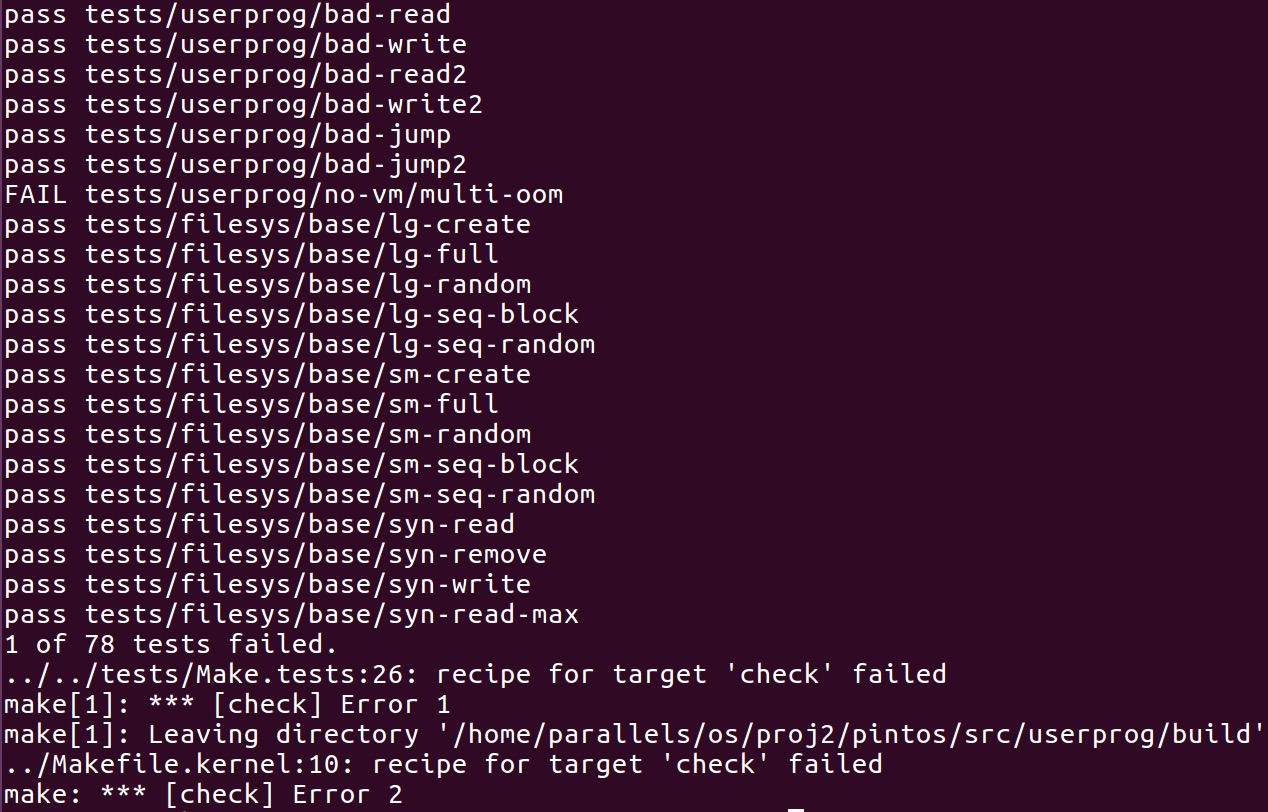 pass tests/userprog/bad-read
pass tests/userprog/bad-write
pass tests/userprog/bad-read2
pass tests/userprog/bad-write2
pass tests/userprog/bad-jump
pass tests/userprog/bad-jump2
FAIL tests/userprog/no-vm/multi-oom
pass tests/filesys/base/lg-create
pass tests/filesys/base/lg-full
pass tests/filesys/base/lg-random
pass tests/filesys/base/lg-seq-block
pass tests/filesys/base/lg-seq-random
pass tests/filesys/base/sm-create
pass tests/filesys/base/sm-full
pass tests/filesys/base/sm-random
pass tests/filesys/base/sm-seq-block
pass tests/filesys/base/sm-seq-random
pass tests/filesys/base/syn-read
pass tests/filesys/base/syn-remove
pass tests/filesys/base/syn-write
pass tests/filesys/base/syn-read-max
1 of 78 tests failed.
../../tests/Make.tests:26: recipe for target 'check' failed
make[1]: *** [check] Error 1
make[1]: Leaving directory '/home/parallels/os/proj2/pintos/src/userprog/build'
../Makefile.kernel:10: recipe for target 'check' failed
make: *** [check] Error 2